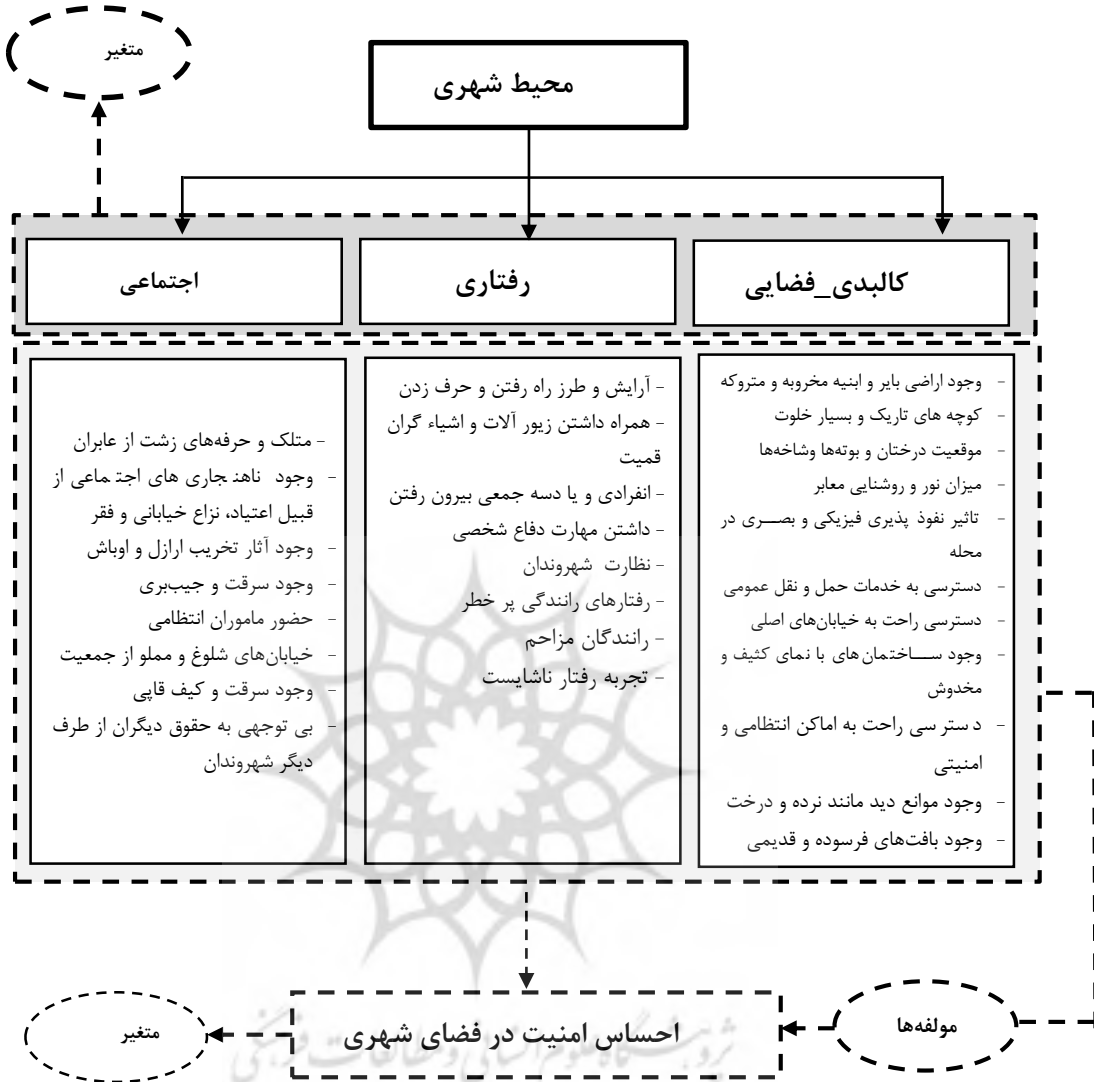 متغیر
محیط شهری
کالبدی_فضایی
رفتاری
اجتماعی
- وجود اراضی بایر و ابنیه مخروبه و متروکه
- کوچه های تاریک و بسیار خلوت
- موقعیت درختان و بوته‌ها وشاخه‌ها
- میزان نور و روشنایی معابر
- تاثیر نفوذ پذیری فیزیکی و بصری در
محله
- دسترسی به خدمات حمل و نقل عمومی
- دسترسی راحت به خیابان‌های اصلی
- وجود ساختمان‌های با نمای کثیف و
مخدوش
- دسترسی راحت به اماکن انتظامی و
امنیتی
- وجود موانع دید مانند نرده و درخت
- وجود بافت‌های فرسوده و قدیمی
- آرایش و طرز راه رفتن و حرف زدن
- همراه داشتن زیور آلات و اشیاء گران
قمیت
- انفرادی و یا دسه جمعی بیرون رفتن
- داشتن مهارت دفاع شخصی
- نظارت شهروندان
- رفتارهای رانندگی پر خطر
- رانندگان مزاحم
- تجربه رفتار ناشایست
- متلک و حرفه‌های زشت از عابران
- وجود ناهنجاری های اجتماعی از
قبیل اعتیاد، نزاع خیابانی و فقر
- وجود آثار تخریب ارازل و اوباش
- وجود سرقت و جیب‌بری
- حضور ماموران انتظامی
- خیابان‌های شلوغ و مملو از جمعیت
- وجود سرقت و کیف قاپی
- بی توجهی به حقوق دیگران از طرف
دیگر شهروندان
مولفه‌ها
احساس امنیت در فضای شهری
متغیر
پژوهشگاه علوم انسانی و مطالعات فرهنگی